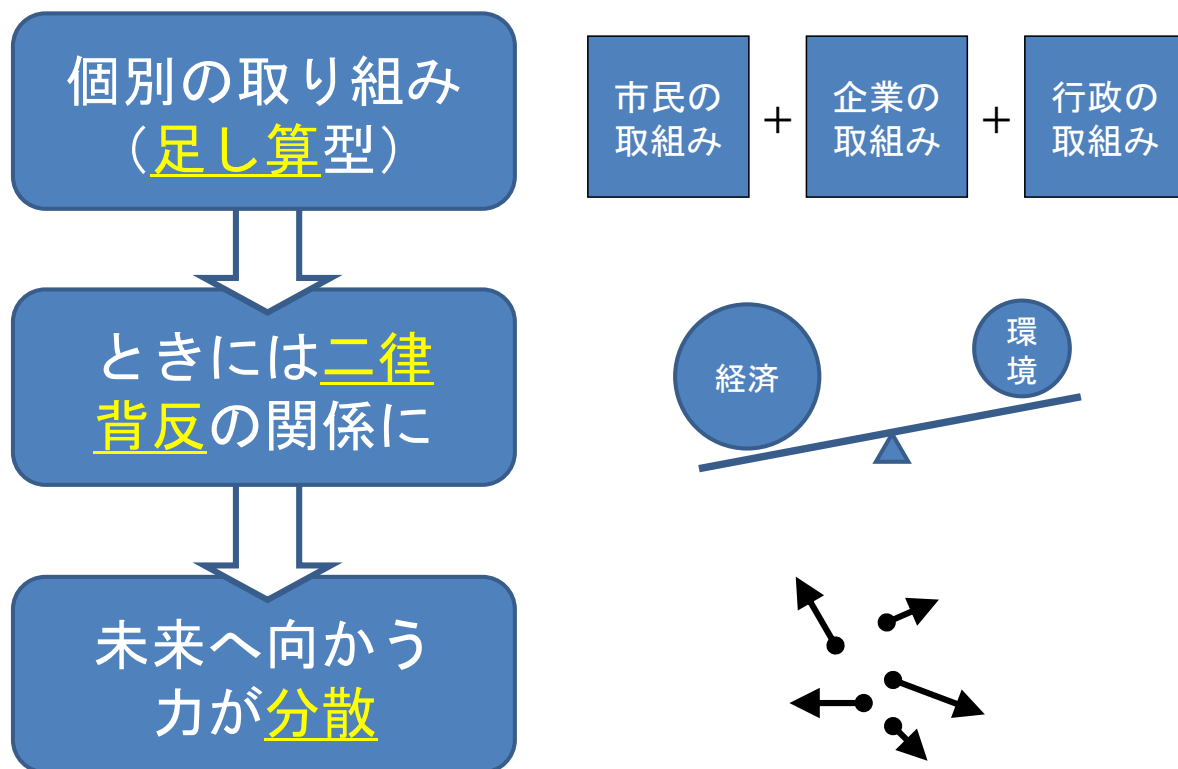 個別の取り組み
（足し算型）
市民の
取組み
＋
企業の
取組み
＋
行政の
取組み
ときには二律
背反の関係に
経済
環
境
未来へ向かう
力が分散